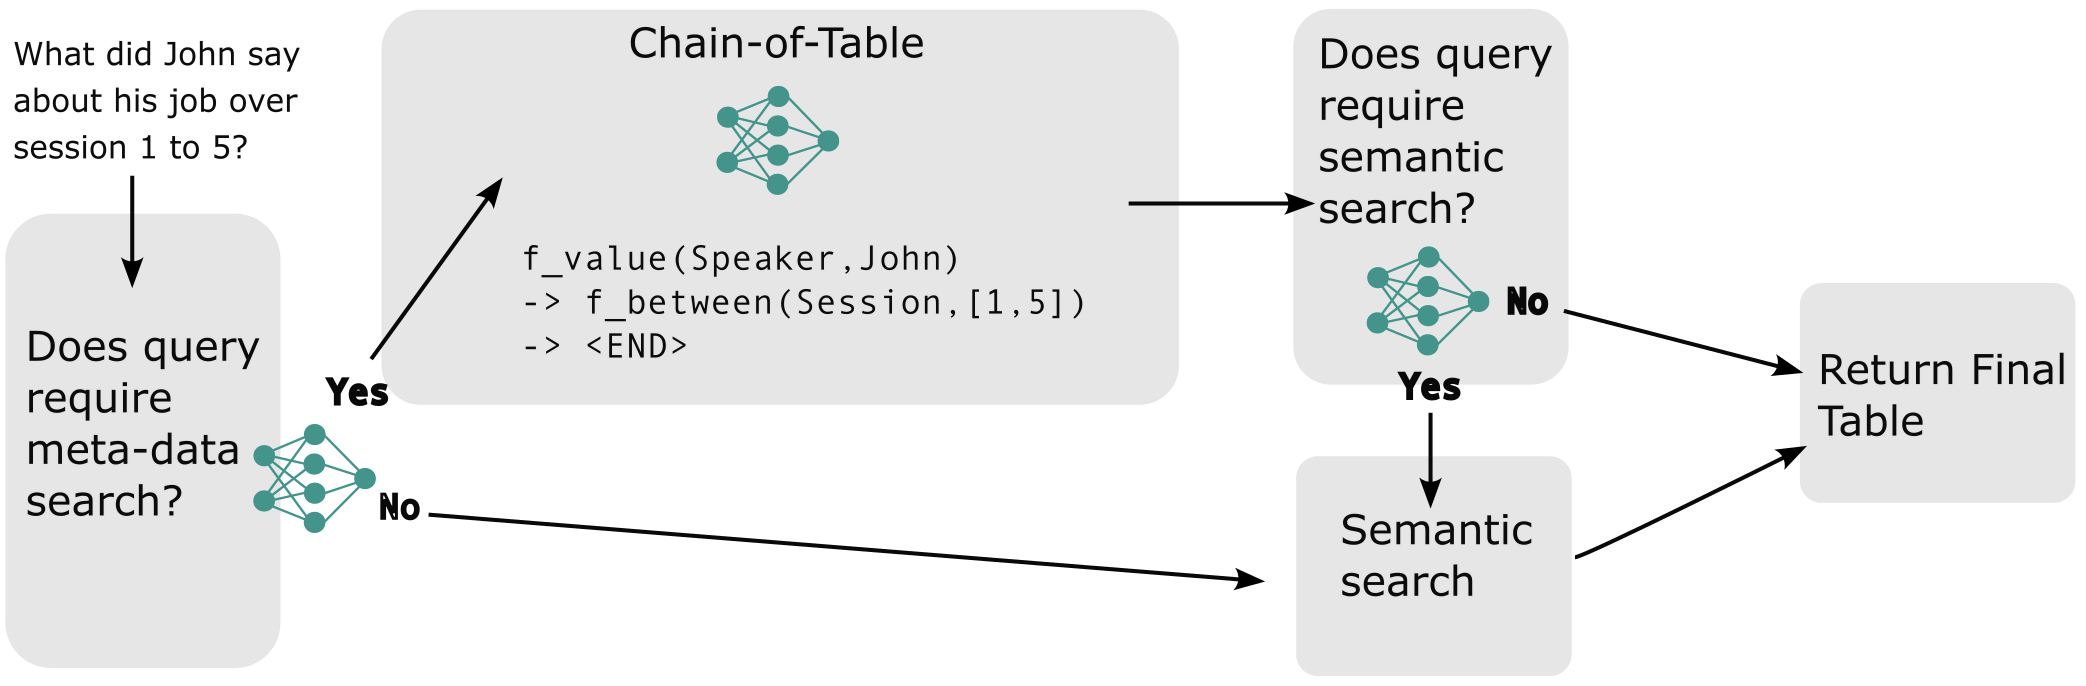 What did John say
about his job over
session 1 to 5?
Does query
require
meta-data
search?
Yes
No
Chain-of-Table
f_value(Speaker,John)
-> f_between(Session,[1,5])
-> <END>
Does query
require
semantic
search?
No
Yes
Semantic
search
Return Final
Table